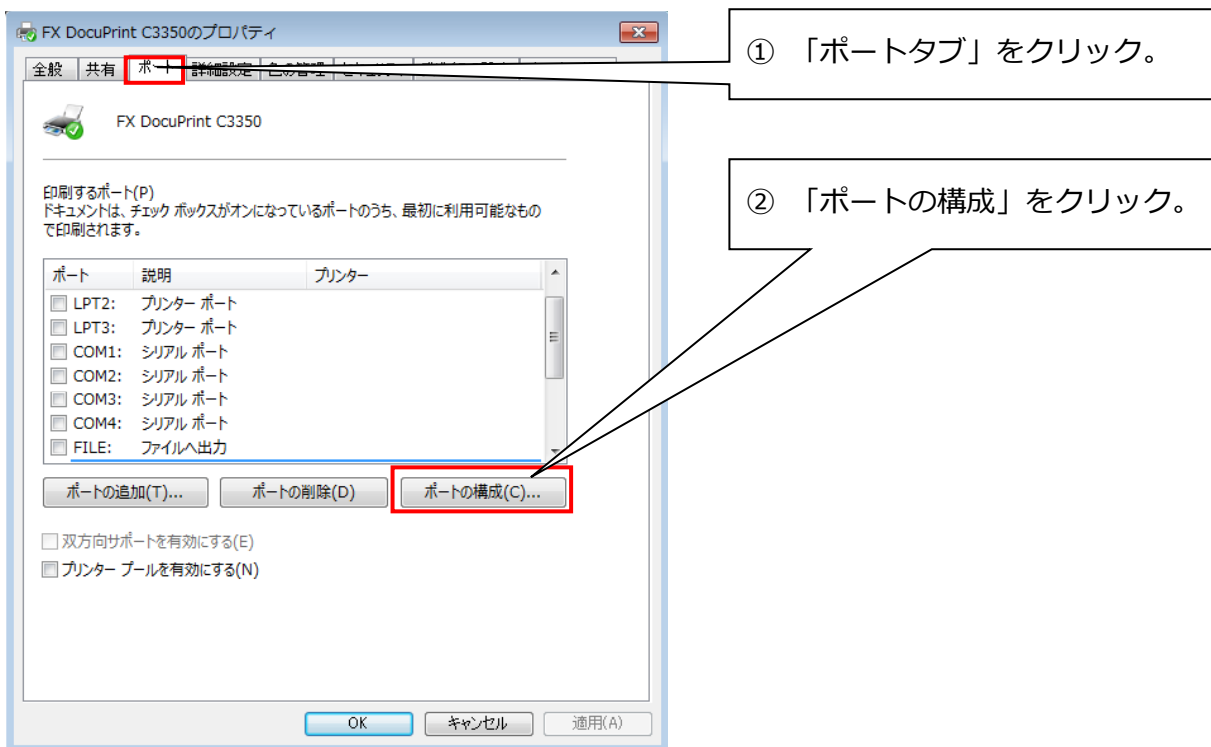 FX DocuPrint C3350のプロパティ
① 「ポートタブ」をクリック。
全般 共有 ポート 詳細設定 色の管理
FX DocuPrint C3350
② 「ポートの構成」をクリック。
印刷するポート(P)
ドキュメントは、チェック ボックスがオンになっているポートのうち、最初に利用可能なもの
で印刷されます。
ポート 説明 プリンター
LPT2: プリンター ポート
LPT3: プリンター ポート
COM1: シリアル ポート
COM2: シリアル ポート
COM3: シリアル ポート
COM4: シリアル ポート
FILE: ファイルへ出力
ポートの追加(T)... ポートの削除(D) ポートの構成(C)...
双方向サポートを有効にする(E)
プリンター プールを有効にする(N)
OK キャンセル 適用(A)